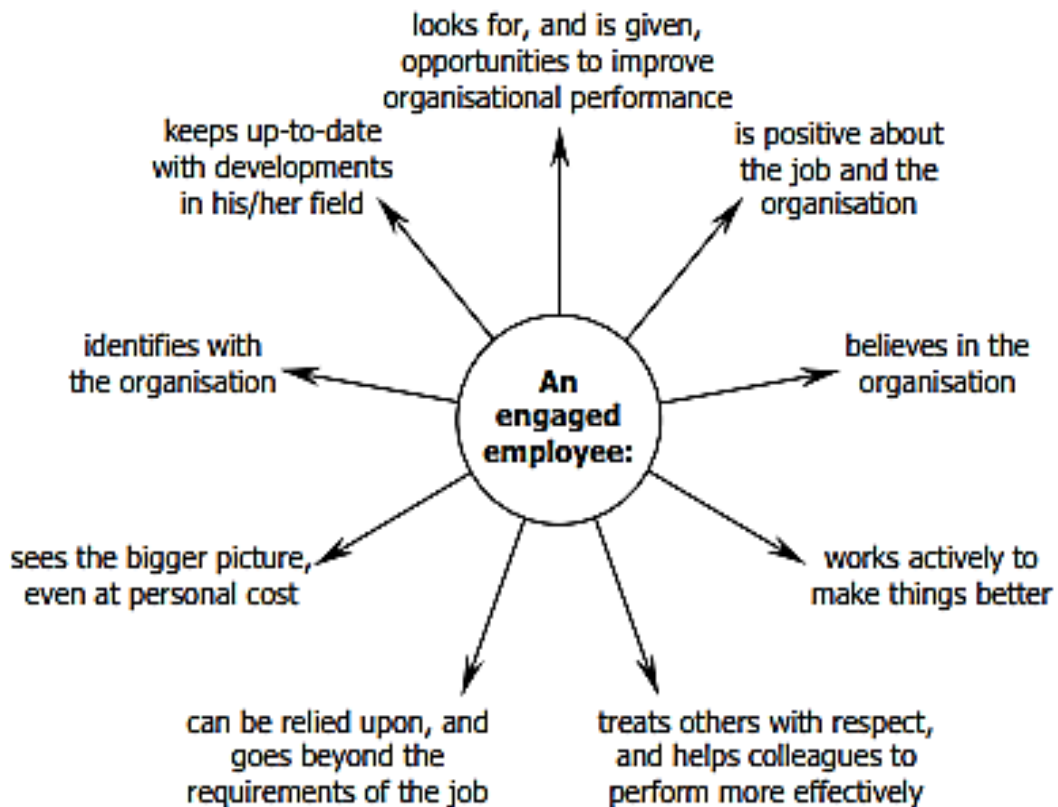 looks for, and is given,
opportunities to improve
organisational performance
is positive about
the job and the
organisation
believes in the
organisation
works actively to
make things better
treats others with respect,
and helps colleagues to
perform more effectively
can be relied upon, and
goes beyond the
requirements of the job
sees the bigger picture,
even at personal cost
identifies with
the organisation
keeps up-to-date
with developments
in his/her field
An
engaged
employee: